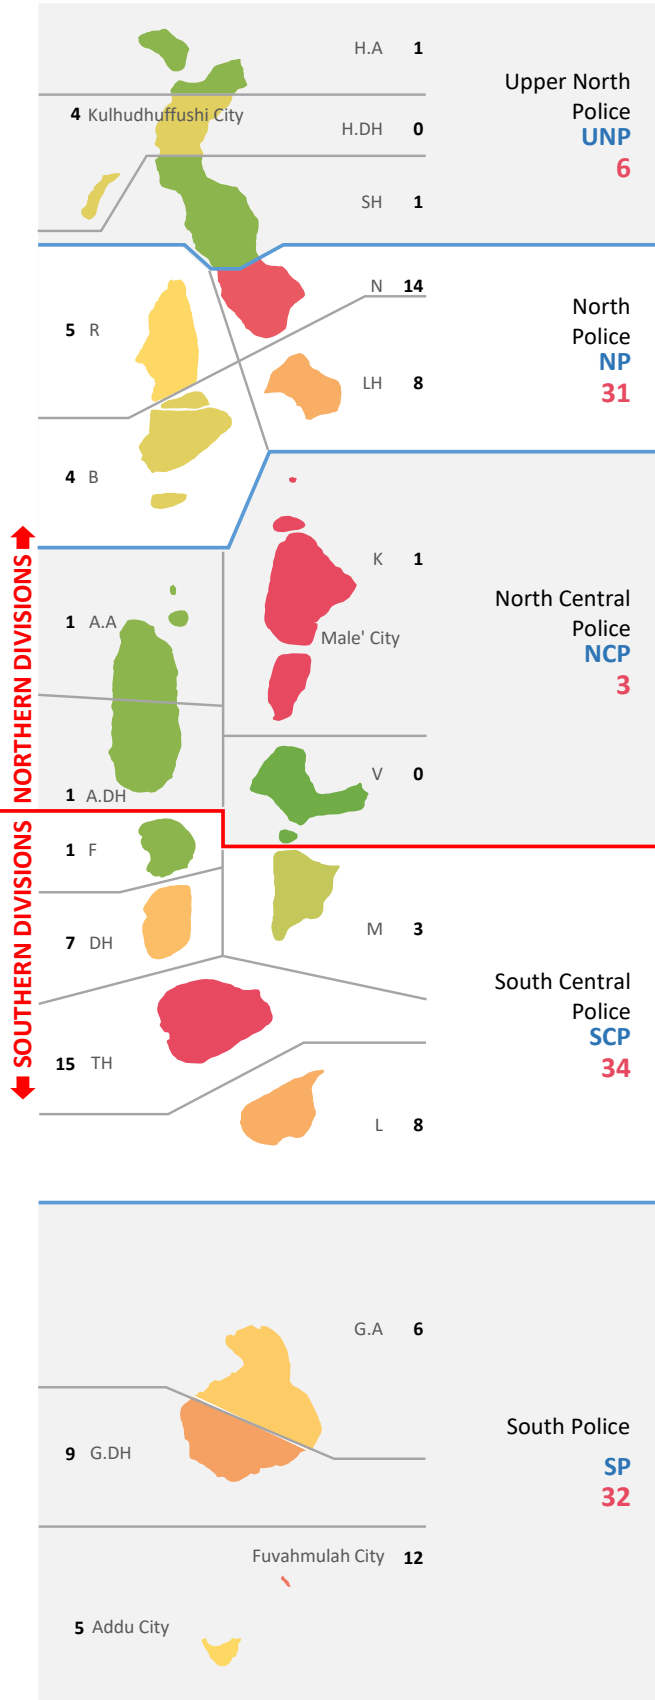 H.A 1
Upper North
Police
UNP
6
4 Kulhudhuffushi City
H.DH 0
SH 1
N 14
North
Police
NP
31
5 R
LH 8
4 B
NORTHERN DIVISIONS
K 1
North Central
Police
NCP
3
1 A.A
Male' City
V 0
1 A.DH
SOUTHERN DIVISIONS
1 F
M 3
7 DH
South Central
Police
SCP
34
15 TH
L 8
G.A 6
South Police
SP
32
9 G.DH
Fuvahmulah City 12
5 Addu City